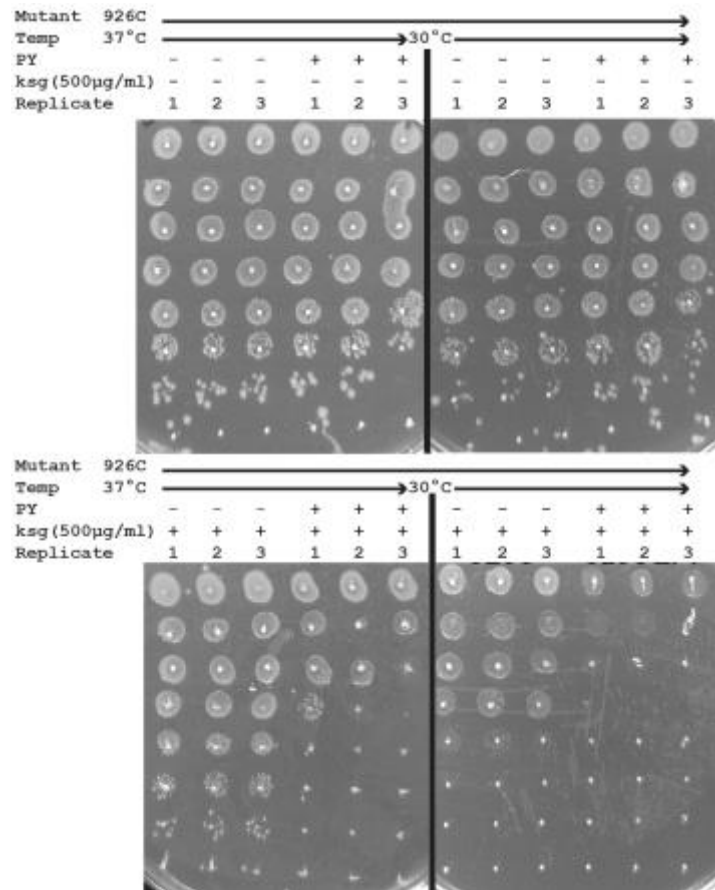 Mutant 926C
Temp 37°C 30°C
PY - - - + + + - - - + + +
ksg(500µg/ml) - - - - - - - - - - - -
Replicate 1 2 3 1 2 3 1 2 3 1 2 3
Mutant 926C
Temp 37°C 30°C
PY - - - + + + - - - + + +
ksg(500µg/ml) + + + + + + + + + + + +
Replicate 1 2 3 1 2 3 1 2 3 1 2 3